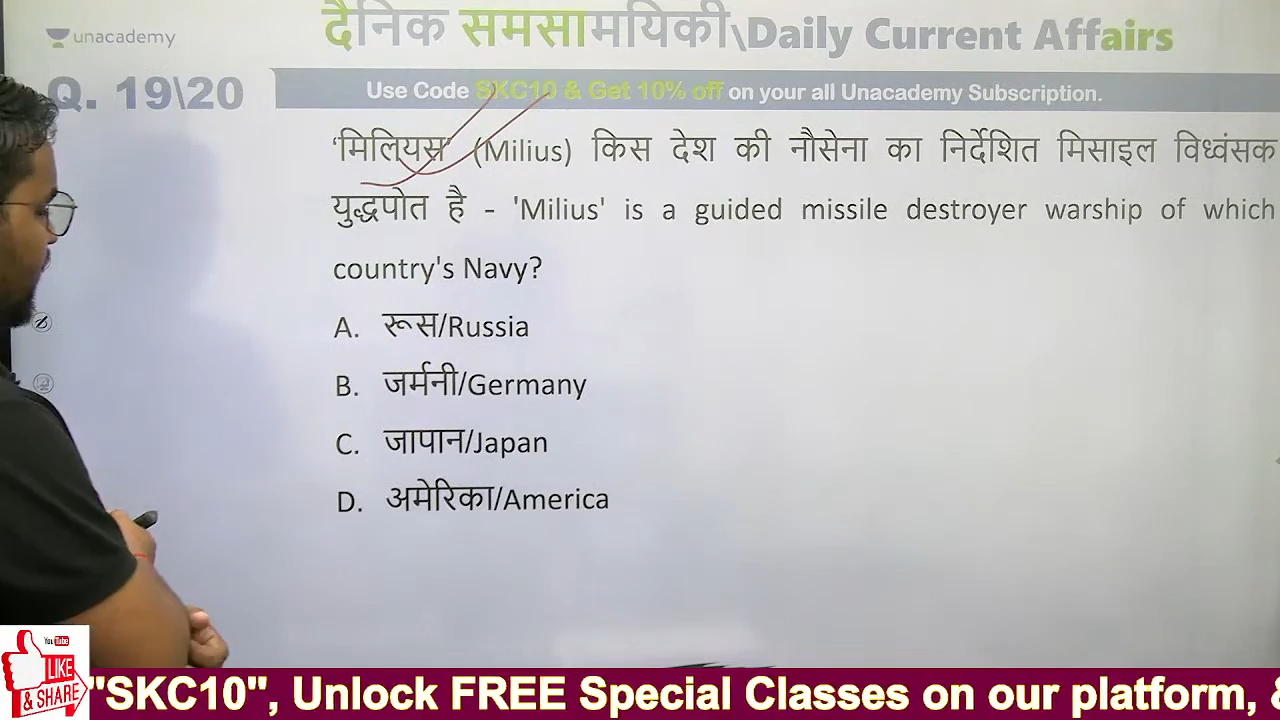 unacademy
दैनिक समसामयिकी\Daily Current Affairs
Q. 19\20
Use Code SKC10 & Get 10% off on your all Unacademy Subscription.
'मिलियस' (Milius) किस देश की नौसेना का निर्देशित मिसाइल विध्वंसक
युद्धपोत है - 'Milius' is a guided missile destroyer warship of which
country's Navy?
A. रूस/Russia
B. जर्मनी/Germany
C. जापान/Japan
D. अमेरिका/America
YouTube
LIKE
& SHARE
"SKC10", Unlock FREE Special Classes on our platform, &